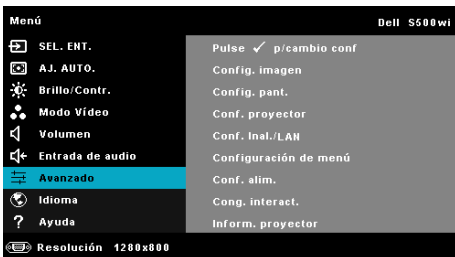 Menú
Dell S500wi
SEL. ENT.
AJ. AUTO.
Brillo/Contr.
Modo Vídeo
Volumen
Entrada de audio
Avanzado
Idioma
Ayuda
Pulse ✓ p/cambio conf
Config. imagen
Config. pant.
Conf. proyector
Conf. Inal./LAN
Configuración de menú
Conf. alim.
Cong. interact.
Inform. proyector
Resolución 1280x800